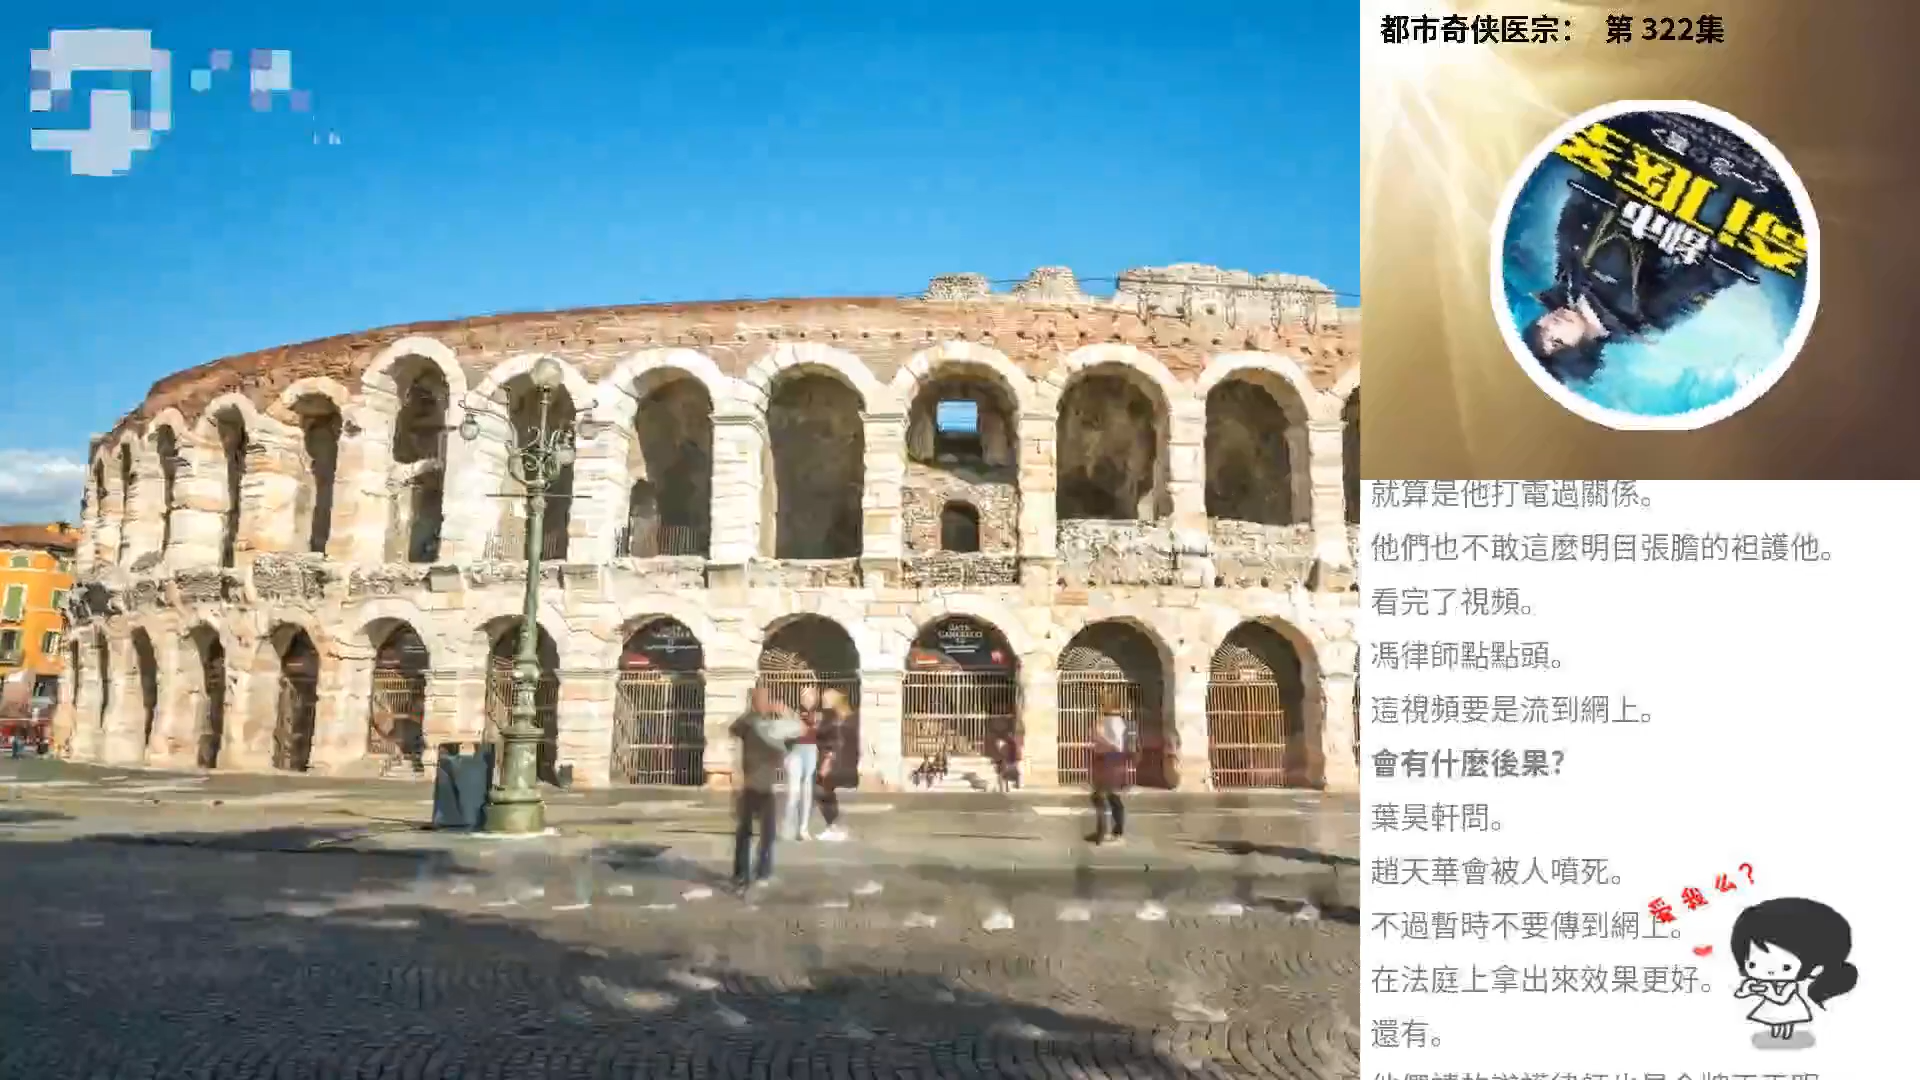 都市奇侠医宗： 第 322集
都市
就算是他打電過關係。
他們也不敢這麼明目張膽的袒護他。
看完了視頻。
馮律師點點頭。
這視頻要是流到網上。
會有什麼後果?
葉昊軒問。
趙天華會被人噴死。
不過暫時不要傳到網上。
在法庭上拿出來效果更好。
還有。
爱我么?